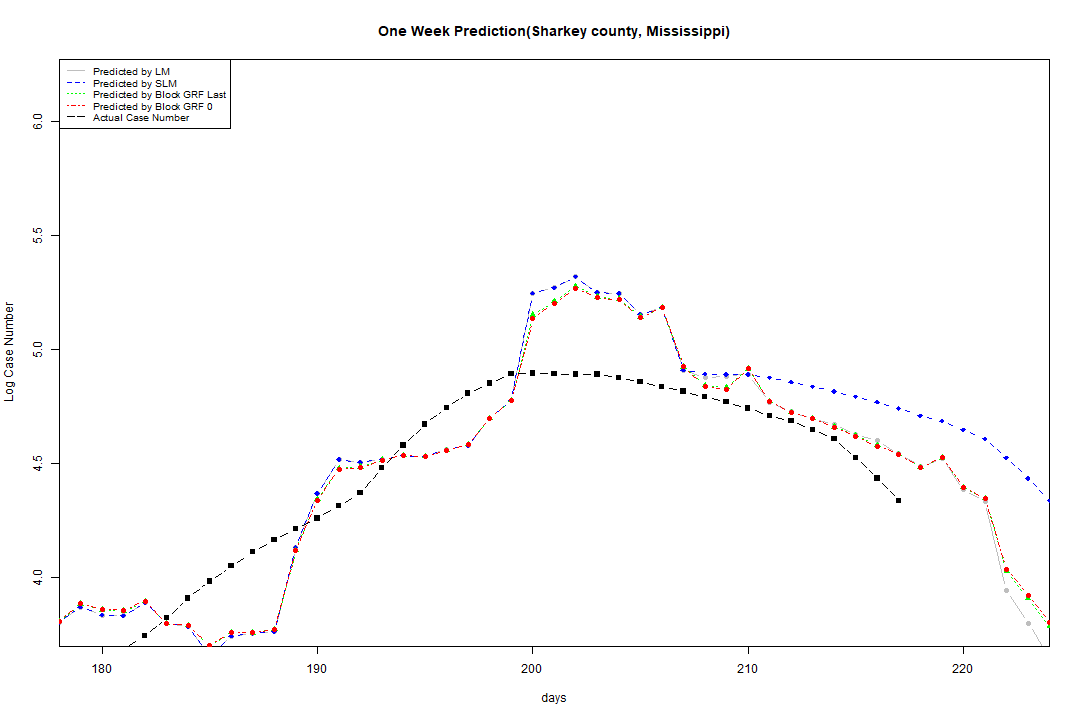 One Week Prediction(Sharkey county, Mississippi)
Predicted by LM
Predicted by SLM
Predicted by Block GRF Last
Predicted by Block GRF 0
Actual Case Number
Log Case Number
6.0
5.5
5.0
4.5
4.0
180 190 200 210 220
days